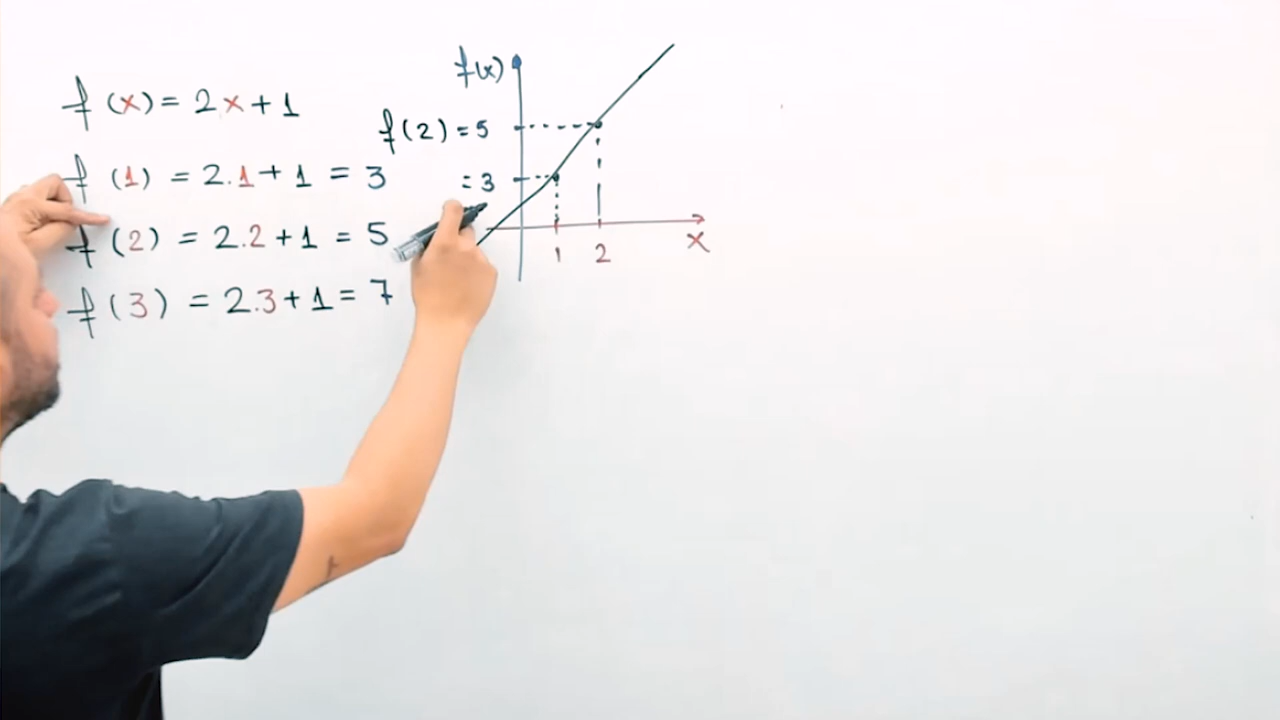 f(x) = 2x + 1
f(1) = 2.1 + 1 = 3
f(2) = 2.2 + 1 = 5
f(3) = 2.3 + 1 = 7
f(x)
f(2) = 5
= 3
1 2
x